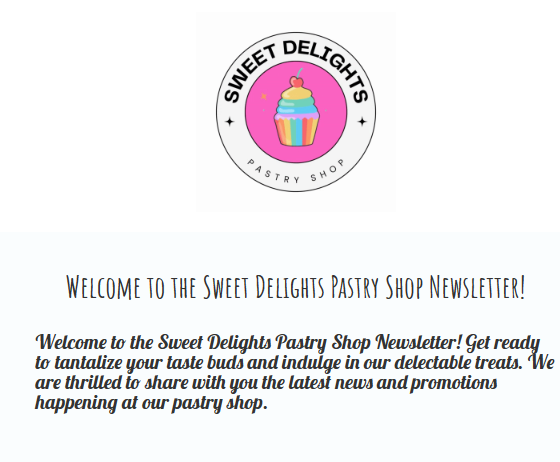 SWEET DELIGHTS
PASTRY SHOP
Welcome to the Sweet Delights Pastry Shop Newsletter!
Welcome to the Sweet Delights Pastry Shop Newsletter! Get ready
to tantalize your taste buds and indulge in our delectable treats. We
are thrilled to share with you the latest news and promotions
happening at our pastry shop.